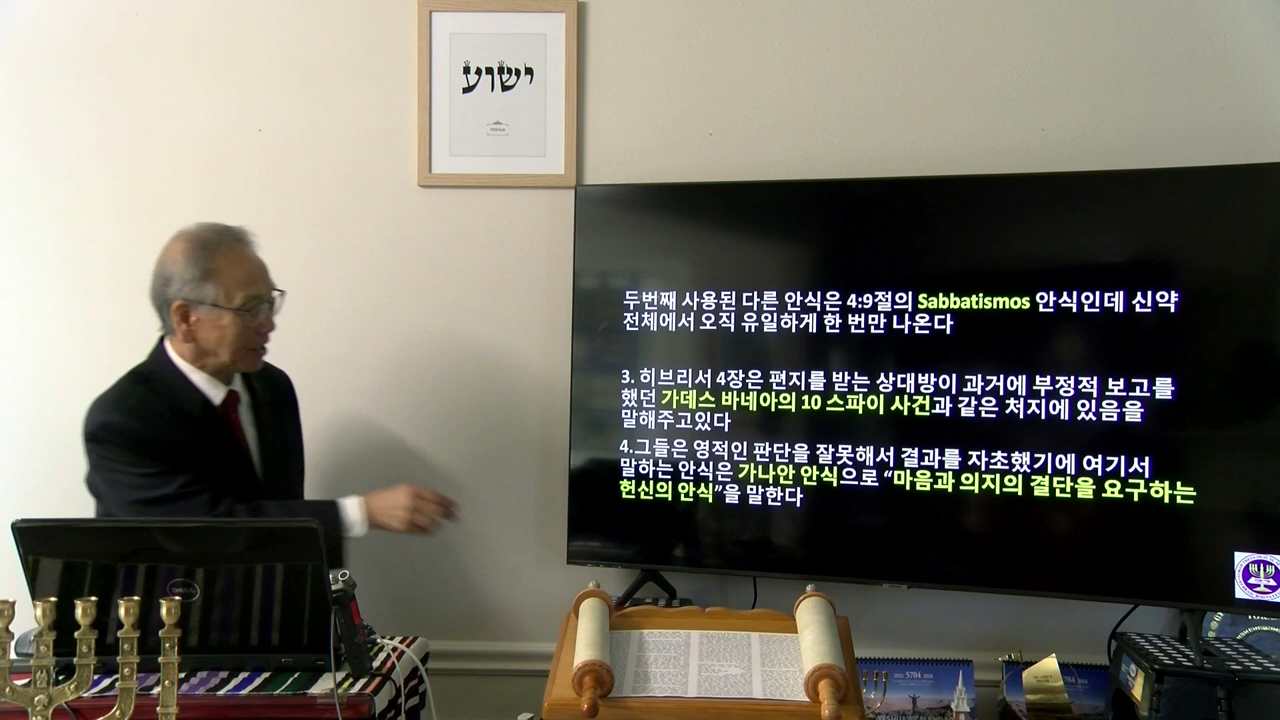 ישוע
YESHUA
두번째 사용된 다른 안식은 4:9절의 Sabbatismos 안식인데 신약
전체에서 오직 유일하게 한 번만 나온다
3. 히브리서 4장은 편지를 받는 상대방이 과거에 부정적 보고를
했던 가데스 바네아의 10 스파이 사건과 같은 처지에 있음을
말해주고있다
4.그들은 영적인 판단을 잘못해서 결과를 자초했기에 여기서
말하는 안식은 가나안 안식으로 “마음과 의지의 결단을 요구하는
헌신의 안식”을 말한다
DELL
5784